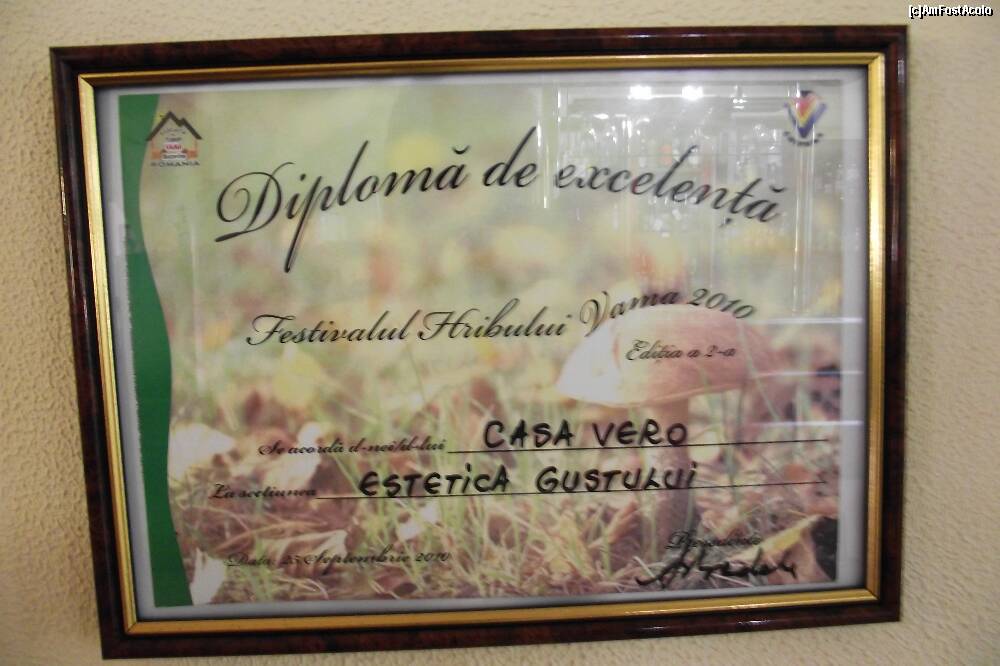 [c]AmFostAcolo
ROMANIA
Diplomă de excelență
Festivalul Hribului Vama 2010
Ediția a 2-a
Se acordă d-nei/d-lui CASA VERO
La secțiunea ESTETICA GUSTULUI
Data: 25 Septembrie 2010
Președinte